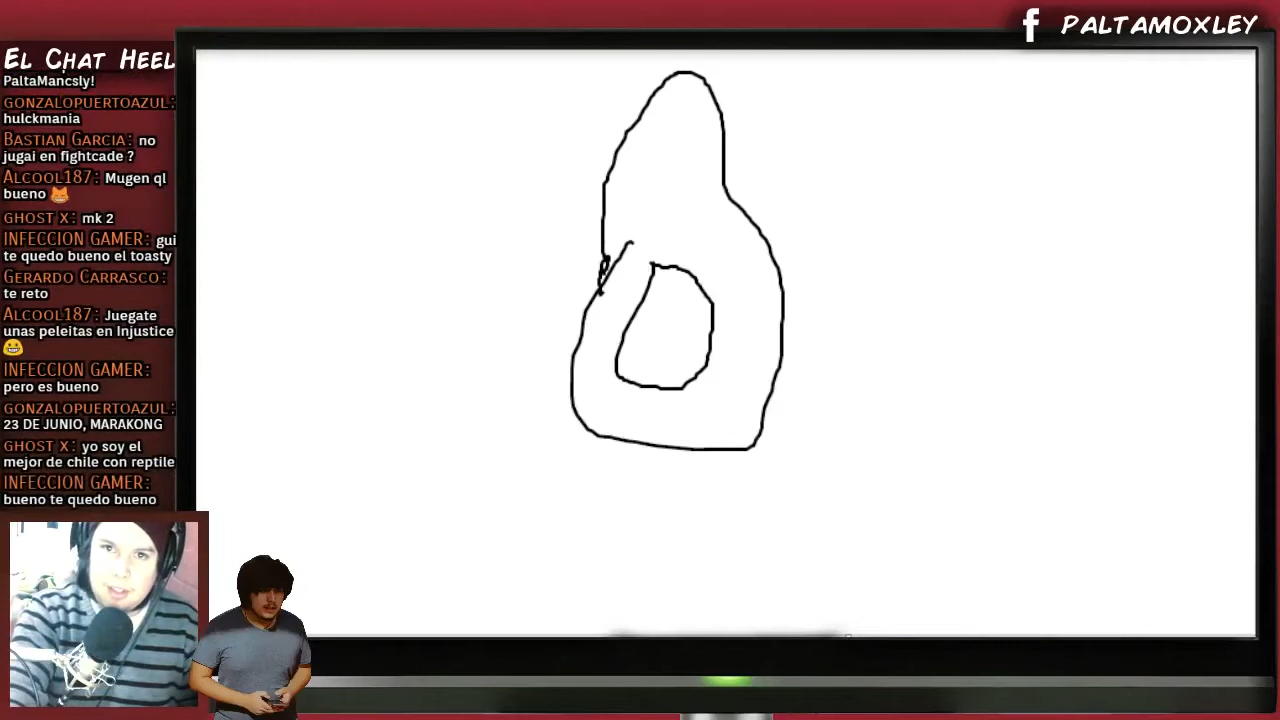 f PALTAMOXLEY
EL CHAT HEEL
PaltaMancsly!
GONZALOPUERTOAZUL:
hulckmania
BASTIAN GARCIA: no
jugai en fightcade ?
ALCOOL187: Mugen ql
bueno
GHOST X: mk 2
INFECCION GAMER: gui
te quedo bueno el toasty
GERARDO CARRASCO:
te reto
ALCOOL187: Juegate
unas peleitas en Injustice
INFECCION GAMER:
pero es bueno
GONZALOPUERTOAZUL:
23 DE JUNIO, MARAKONG
GHOST X: yo soy el
mejor de chile con reptile
INFECCION GAMER:
bueno te quedo bueno